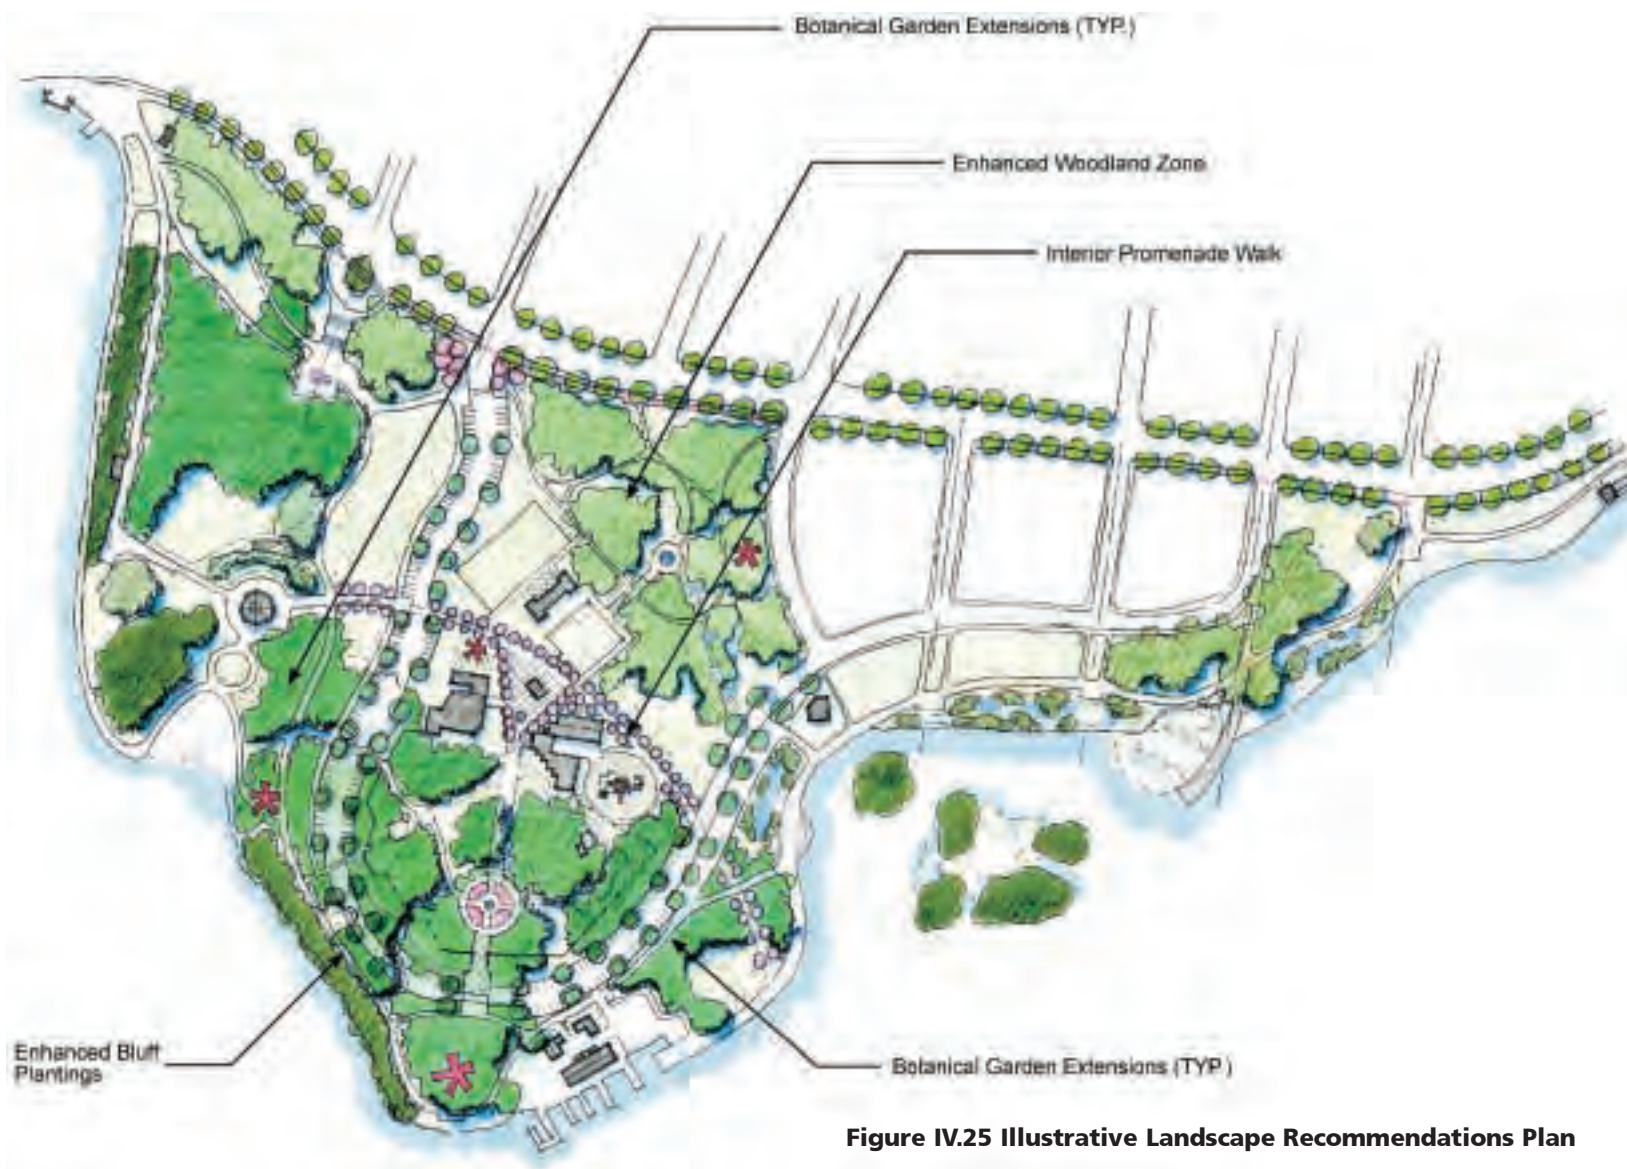 Botanical Garden Extensions (TYP.)
Enhanced Woodland Zone
Interior Promenade Walk
Enhanced Bluff
Plantings
Botanical Garden Extensions (TYP.)
Figure IV.25 Illustrative Landscape Recommendations Plan